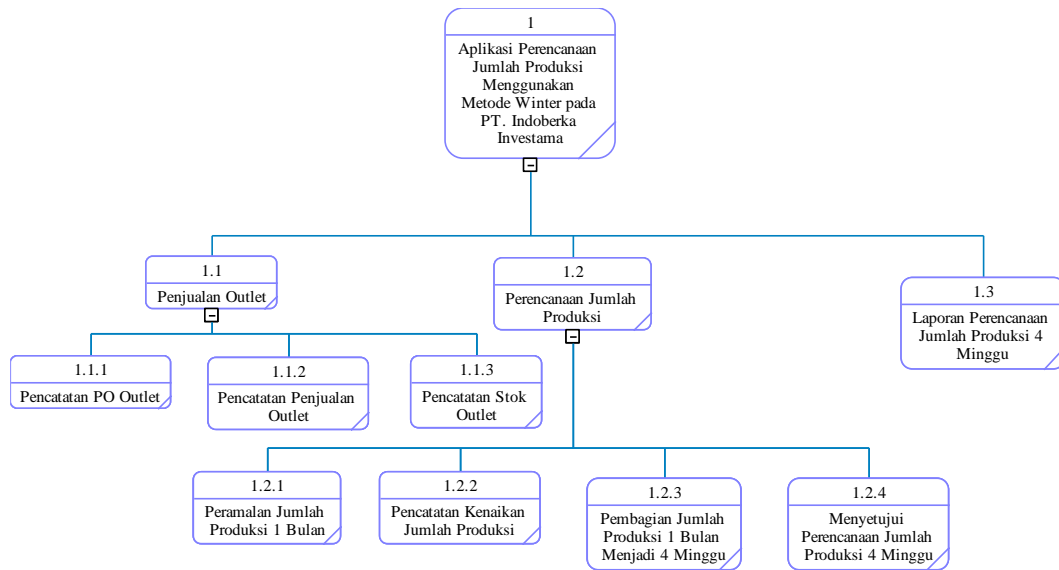 1
Aplikasi Perencanaan
Jumlah Produksi
Menggunakan
Metode Winter pada
PT. Indoberka
Investama
1.1
Penjualan Outlet
1.2
Perencanaan Jumlah
Produksi
1.3
Laporan Perencanaan
Jumlah Produksi 4
Minggu
1.1.1
Pencatatan PO Outlet
1.1.2
Pencatatan Penjualan
Outlet
1.1.3
Pencatatan Stok
Outlet
1.2.1
Peramalan Jumlah
Produksi 1 Bulan
1.2.2
Pencatatan Kenaikan
Jumlah Produksi
1.2.3
Pembagian Jumlah
Produksi 1 Bulan
Menjadi 4 Minggu
1.2.4
Menyetujui
Perencanaan Jumlah
Produksi 4 Minggu